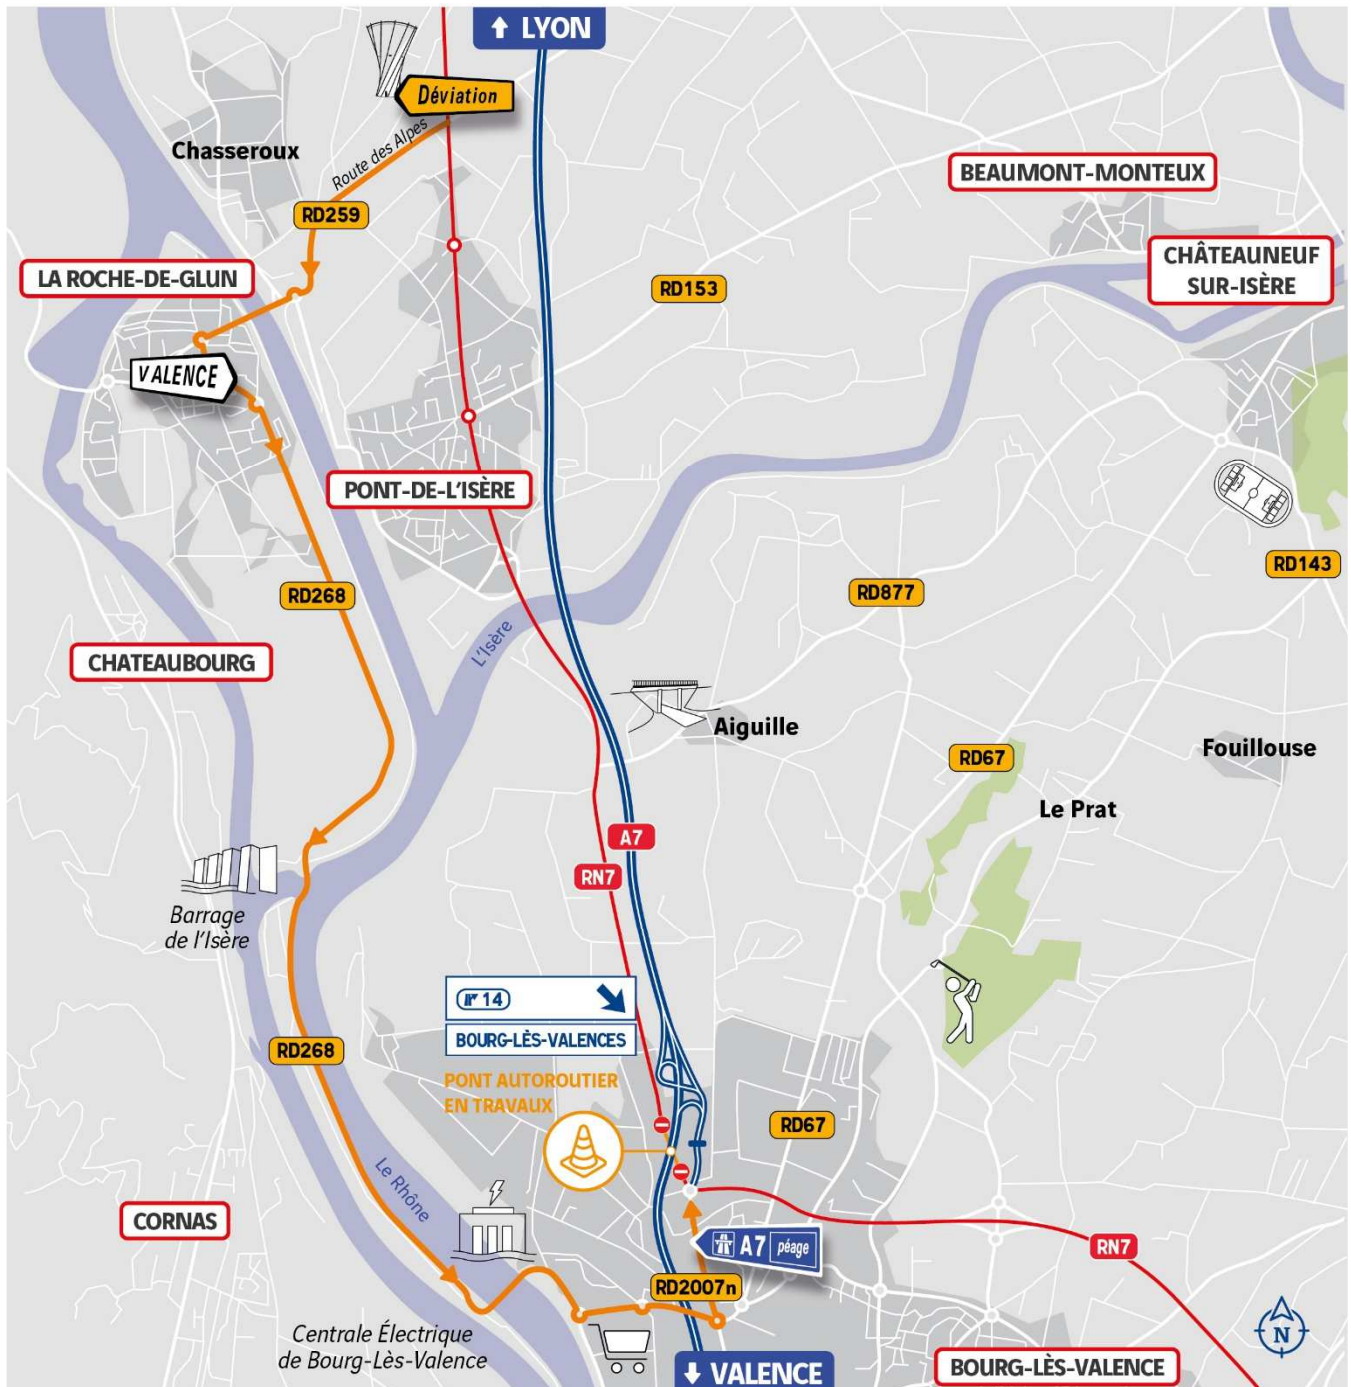 ↑ LYON
Déviation
Chasseroux
Route des Alpes
BEAUMONT-MONTEUX
RD259
CHÂTEAUNEUF
SUR-ISÈRE
LA ROCHE-DE-GLUN
RD153
VALENCE
PONT-DE-L'ISÈRE
RD143
RD268
RD877
L'Isère
CHATEAUBOURG
Aiguille
Fouillouse
RD67
Le Prat
A7
RN7
Barrage
de l'Isère
14
BOURG-LÈS-VALENCES
RD268
PONT AUTOROUTIER
EN TRAVAUX
RD67
Le Rhône
CORNAS
A7 péage
RN7
RD2007n
Centrale Électrique
de Bourg-Lès-Valence
N
↓ VALENCE
BOURG-LÈS-VALENCE